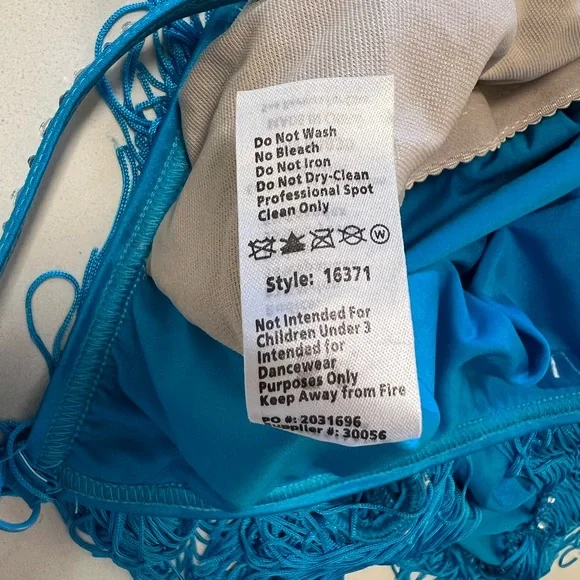 Do Not Wash
No Bleach
Do Not Iron
Do Not Dry-Clean
Professional Spot
Clean Only
W
Style: 16371
Not Intended For
Children Under 3
Intended for
Dancewear
Purposes Only
Keep Away from Fire
PO #: 2031696
Supplier #: 30056